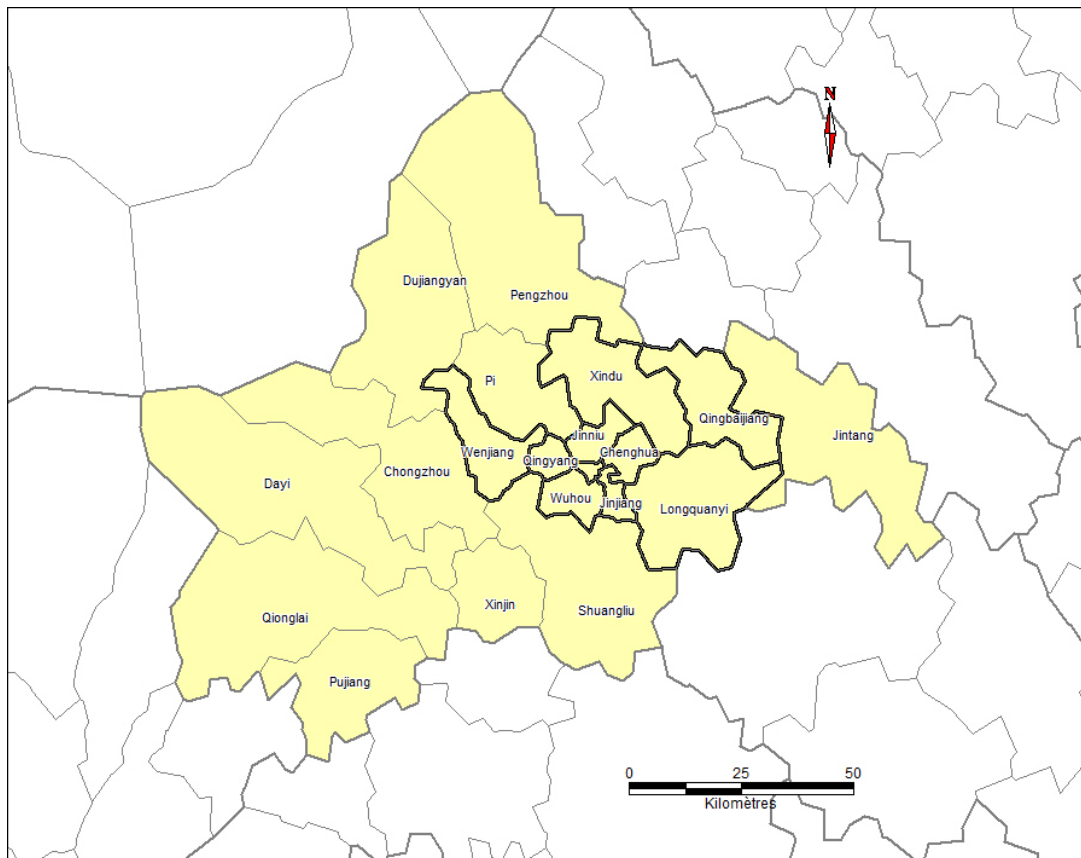 N
Dujiangyan
Pengzhou
Pi
Xindu
Qingbaijiang
Jintang
Jinniu
Chenghua
Wenjiang
Qingyang
Chongzhou
Dayi
Wuhou
Jinjiang
Longquanyi
Xinjin
Shuangliu
Qionglai
Pujiang
0 25 50
Kilomètres